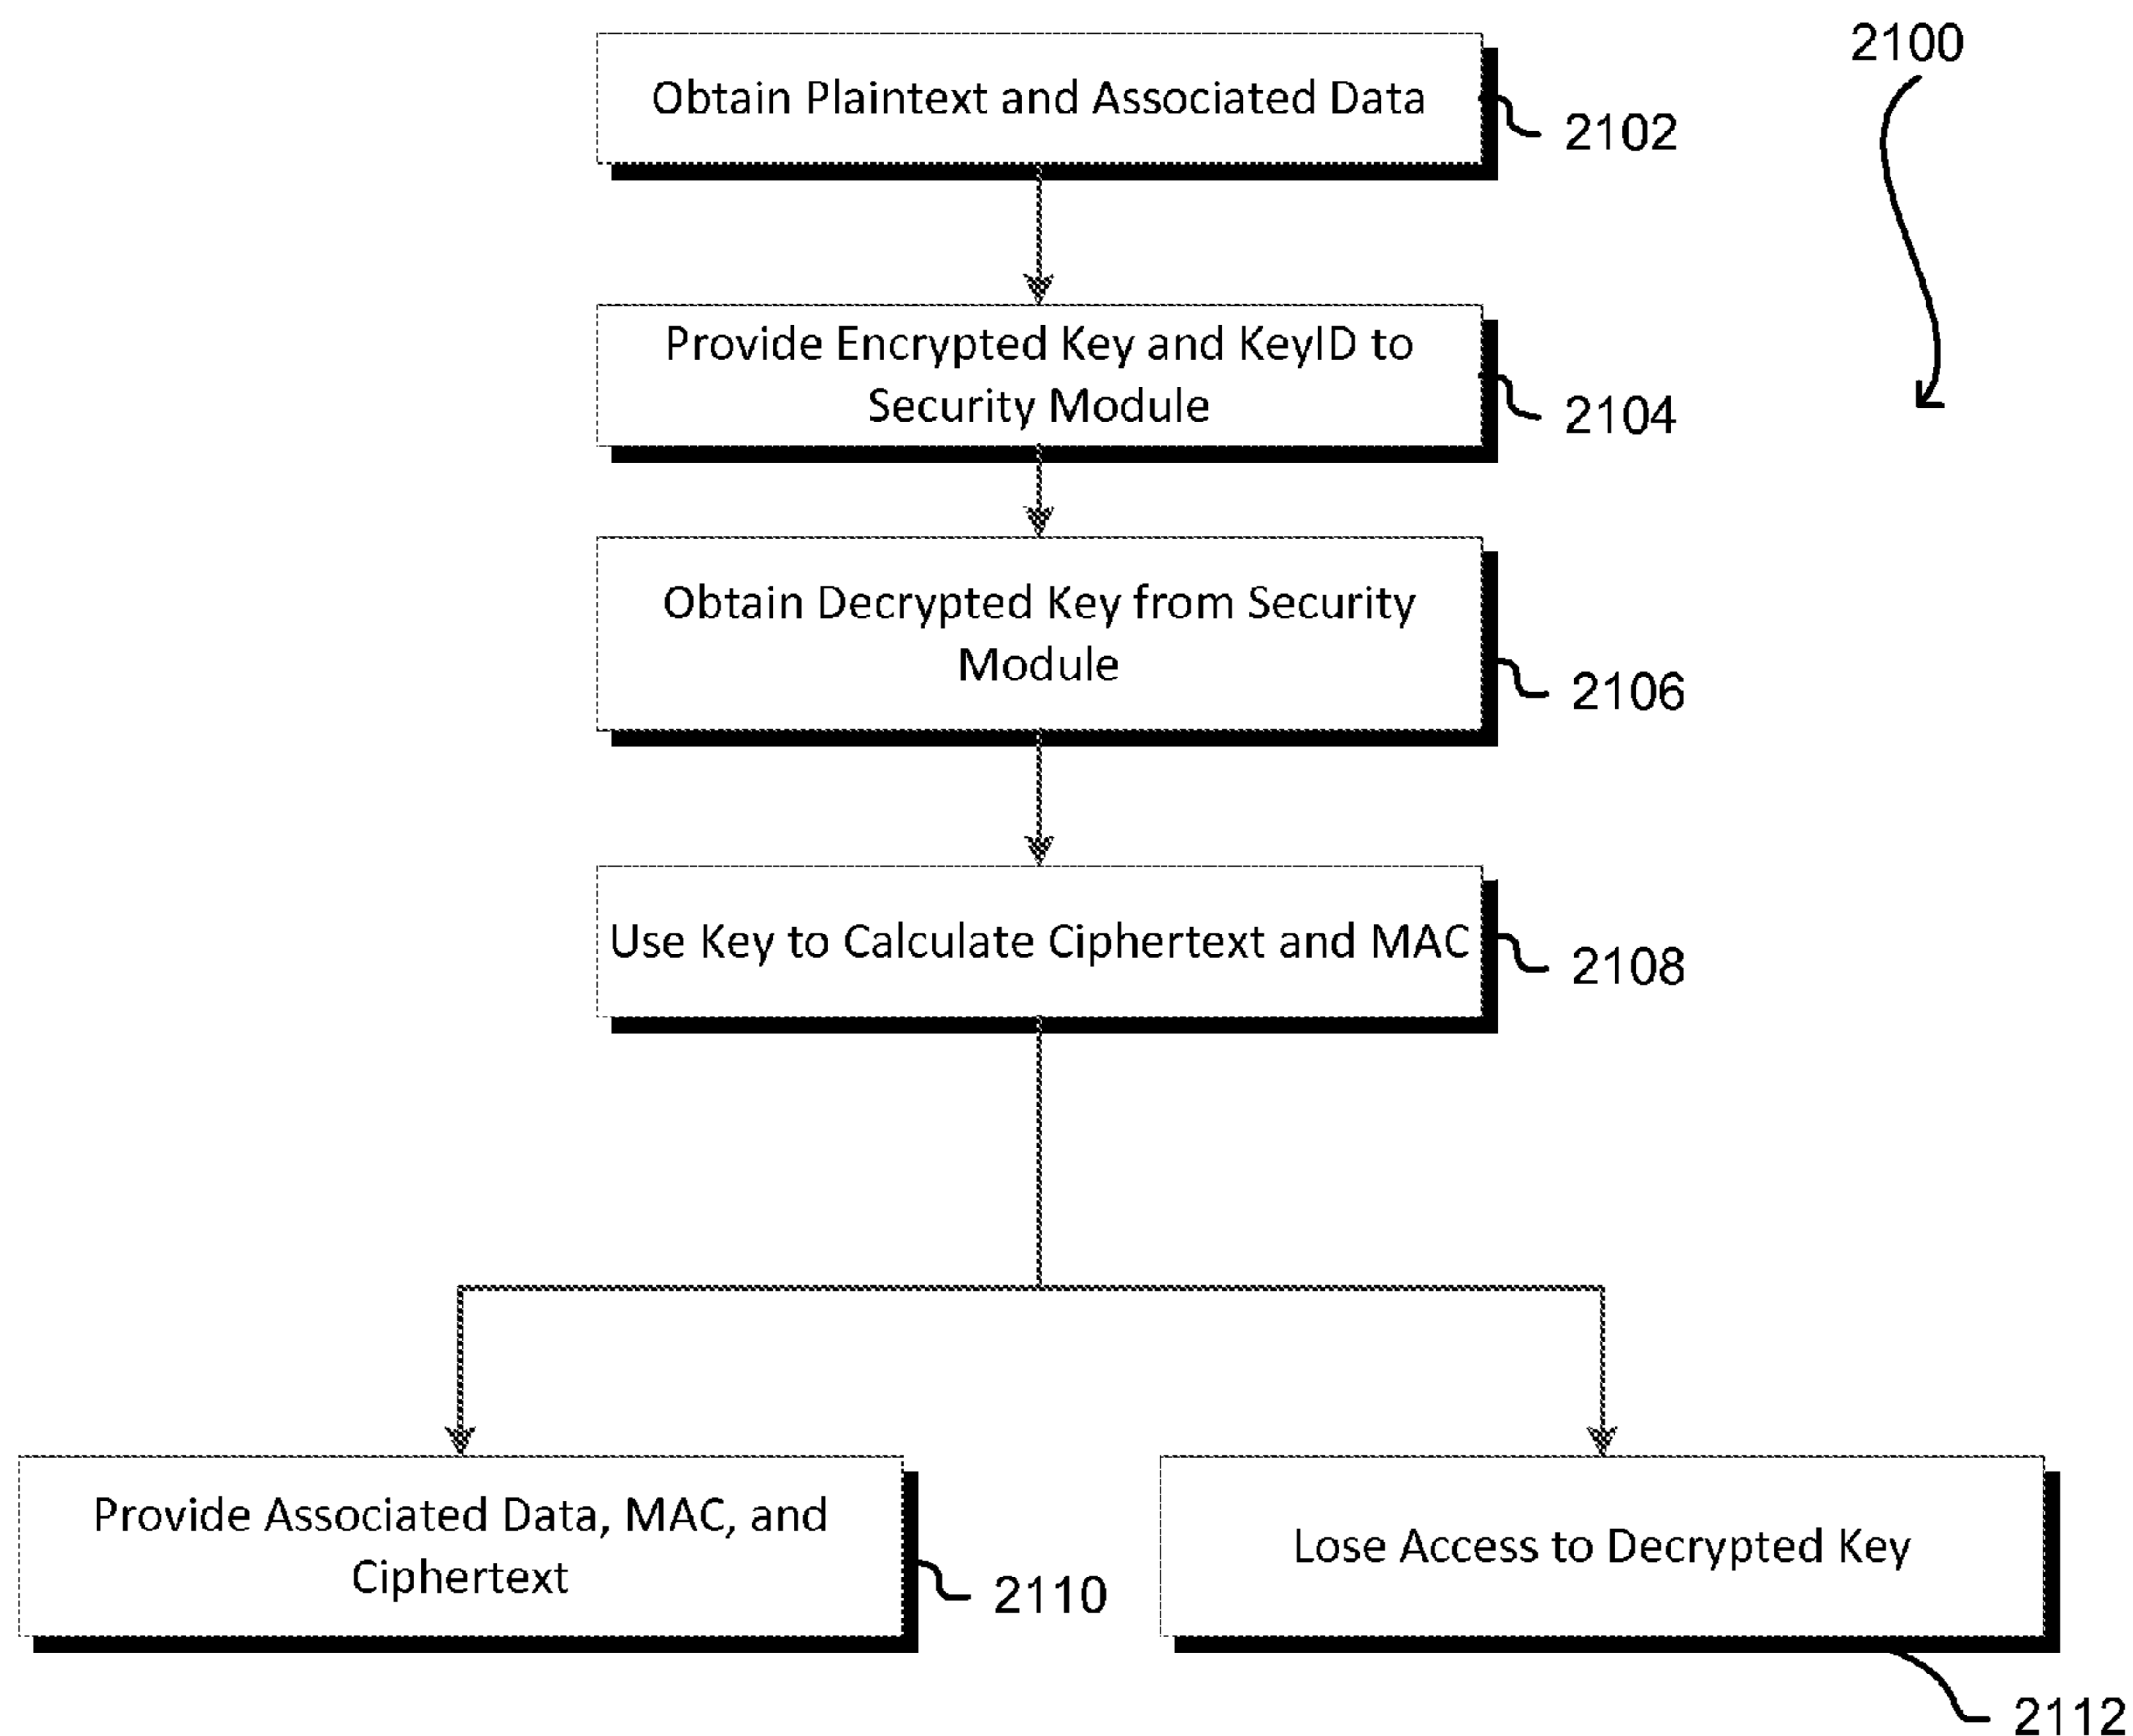 2100
Obtain Plaintext and Associated Data
2102
Provide Encrypted Key and KeyID to
Security Module
2104
Obtain Decrypted Key from Security
Module
2106
Use Key to Calculate Ciphertext and MAC
2108
Provide Associated Data, MAC, and
Ciphertext
2110
Lose Access to Decrypted Key
2112